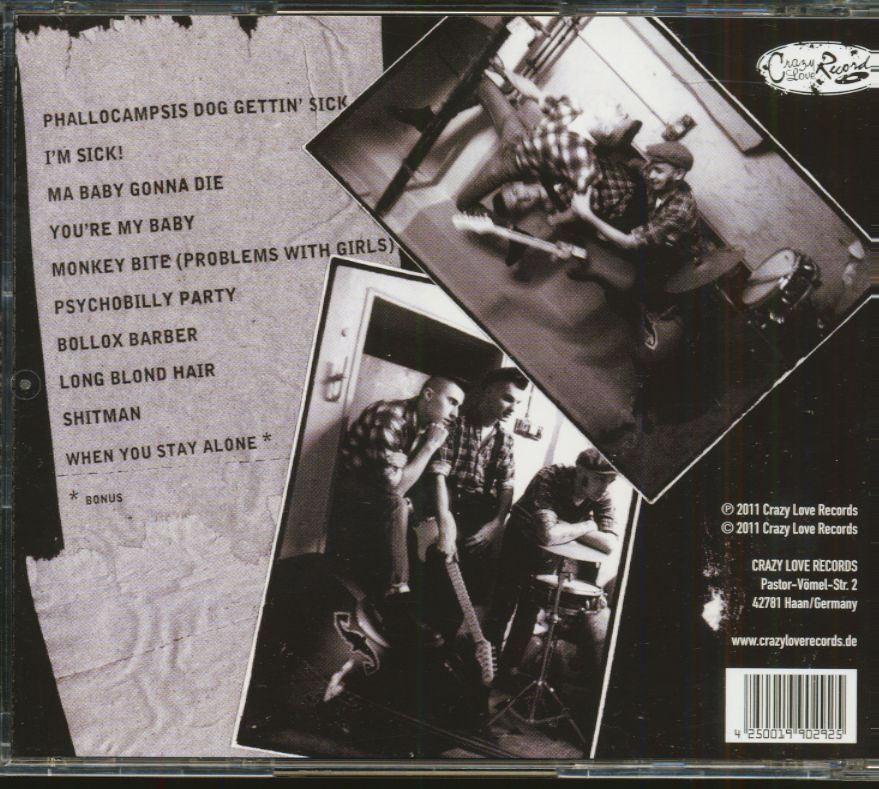 PHALLOCAMPSIS DOG GETTIN' SICK
I'M SICK!
MA BABY GONNA DIE
YOU'RE MY BABY
MONKEY BITE (PROBLEMS WITH GIRLS)
PSYCHOBILLY PARTY
BOLLOX BARBER
LONG BLOND HAIR
SHITMAN
WHEN YOU STAY ALONE *
* BONUS
Crazy
Love Record
℗ 2011 Crazy Love Records
© 2011 Crazy Love Records
CRAZY LOVE RECORDS
Pastor-Vömel-Str. 2
42781 Haan/Germany
www.crazyloverecords.de
4 250019 902925